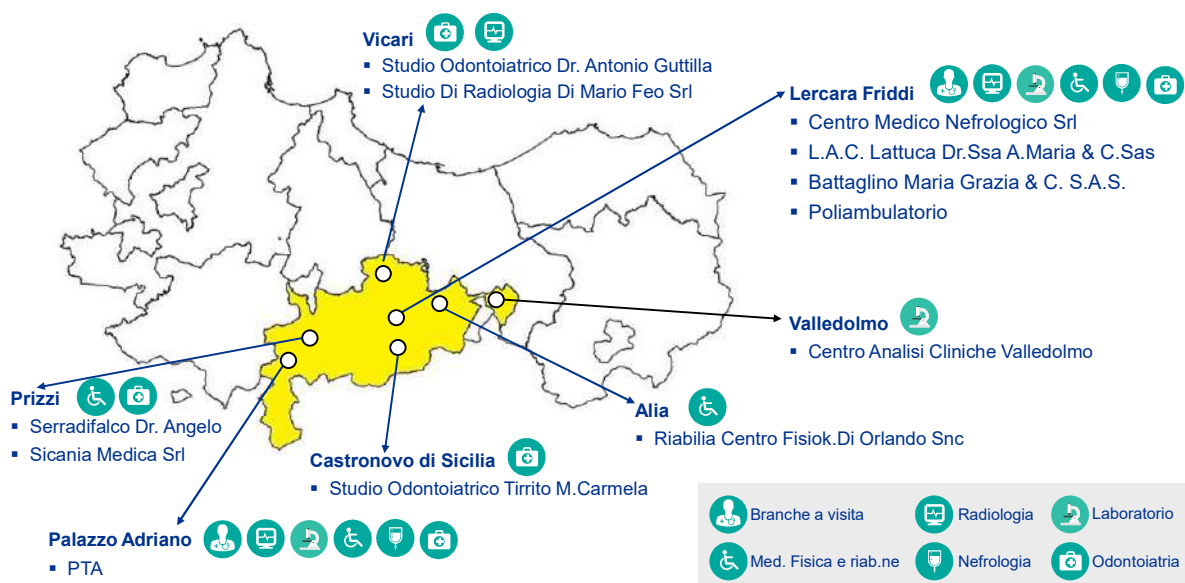 Vicari
▪ Studio Odontoiatrico Dr. Antonio Guttilla
▪ Studio Di Radiologia Di Mario Feo Srl
Lercara Friddi
▪ Centro Medico Nefrologico Srl
▪ L.A.C. Lattuca Dr.Ssa A.Maria & C.Sas
▪ Battaglino Maria Grazia & C. S.A.S.
▪ Poliambulatorio
Valledolmo
▪ Centro Analisi Cliniche Valledolmo
Prizzi
▪ Serradifalco Dr. Angelo
▪ Sicania Medica Srl
Alia
▪ Riabilia Centro Fisiok.Di Orlando Snc
Castronovo di Sicilia
▪ Studio Odontoiatrico Tirrito M.Carmela
Palazzo Adriano
▪ PTA
Branche a visita
Radiologia
Laboratorio
Med. Fisica e riab.ne
Nefrologia
Odontoiatria